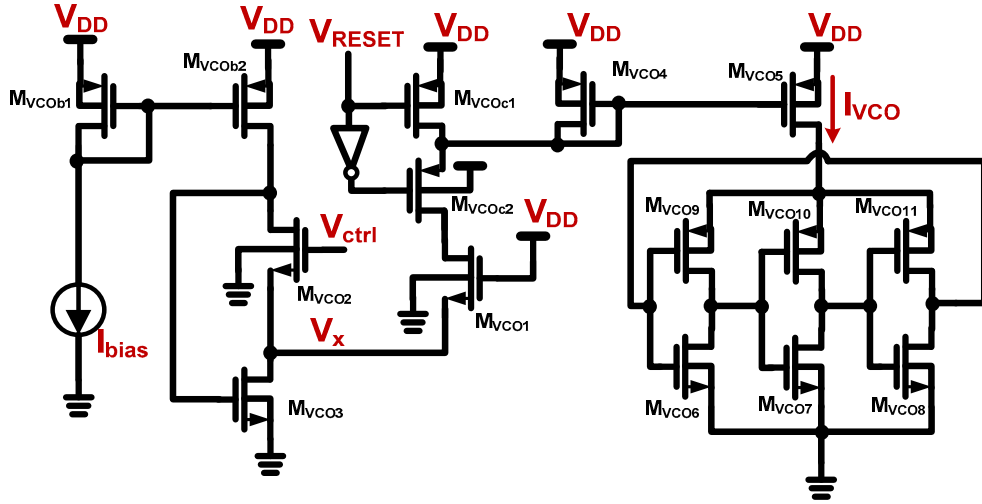 VDD
VDD
VRESET
VDD
VDD
VDD
MVCOb1
MVCOb2
MVCOc1
MVCO4
MVCO5
IVCO
MVCOc2
MVCO9
MVCO10
MVCO11
Vctrl
VDD
MVCO2
MVCO1
Ibias
Vx
MVCO3
MVCO6
MVCO7
MVCO8